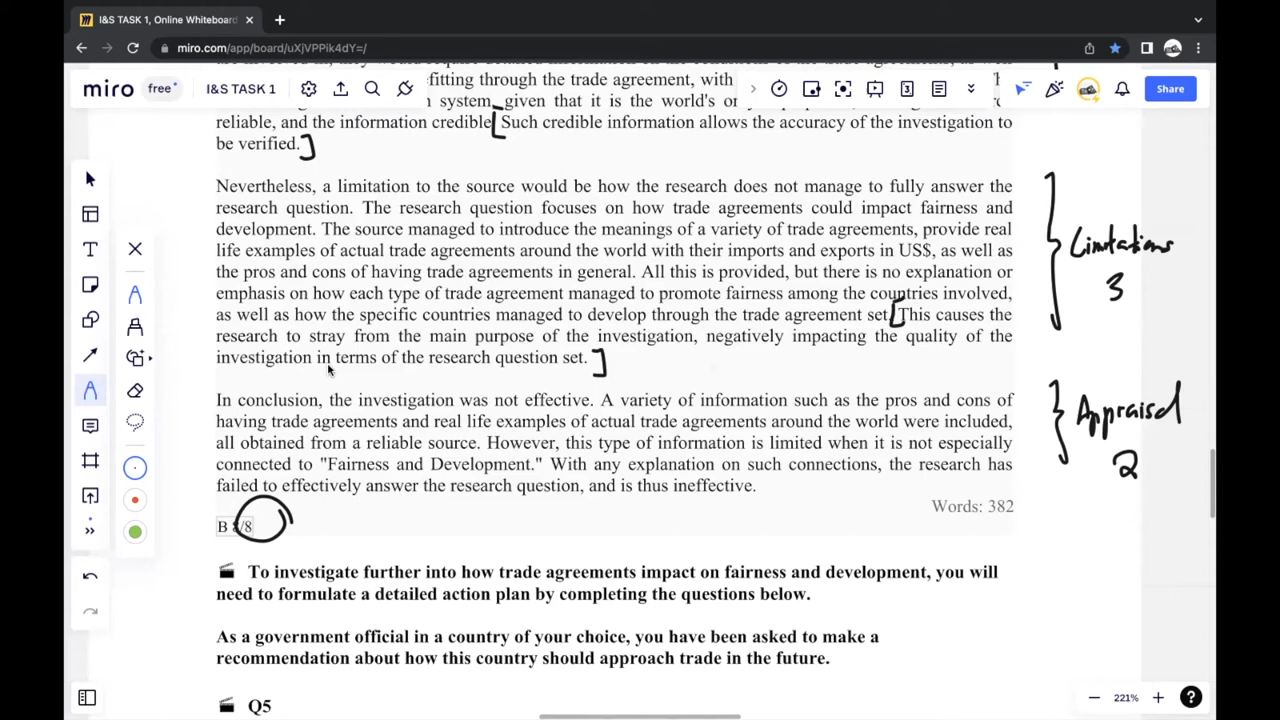 I&S TASK 1, Online Whiteboard
miro.com/app/board/uXjVPPik4dY=/
miro free
I&S TASK 1
3
Share
efitting through the trade agreement, with
system, given that it is the world's
reliable, and the information credible. Such credible information allows the accuracy of the investigation to
be verified.
Nevertheless, a limitation to the source would be how the research does not manage to fully answer the
research question. The research question focuses on how trade agreements could impact fairness and
development. The source managed to introduce the meanings of a variety of trade agreements, provide real
life examples of actual trade agreements around the world with their imports and exports in US$, as well as
the pros and cons of having trade agreements in general. All this is provided, but there is no explanation or
emphasis on how each type of trade agreement managed to promote fairness among the countries involved,
as well as how the specific countries managed to develop through the trade agreement set. This causes the
research to stray from the main purpose of the investigation, negatively impacting the quality of the
investigation in terms of the research question set.
Limitations
3
In conclusion, the investigation was not effective. A variety of information such as the pros and cons of
having trade agreements and real life examples of actual trade agreements around the world were included,
all obtained from a reliable source. However, this type of information is limited when it is not especially
connected to "Fairness and Development." With any explanation on such connections, the research has
failed to effectively answer the research question, and is thus ineffective.
Appraisal
2
Words: 382
B 8/8
To investigate further into how trade agreements impact on fairness and development, you will
need to formulate a detailed action plan by completing the questions below.
As a government official in a country of your choice, you have been asked to make a
recommendation about how this country should approach trade in the future.
Q5
221%